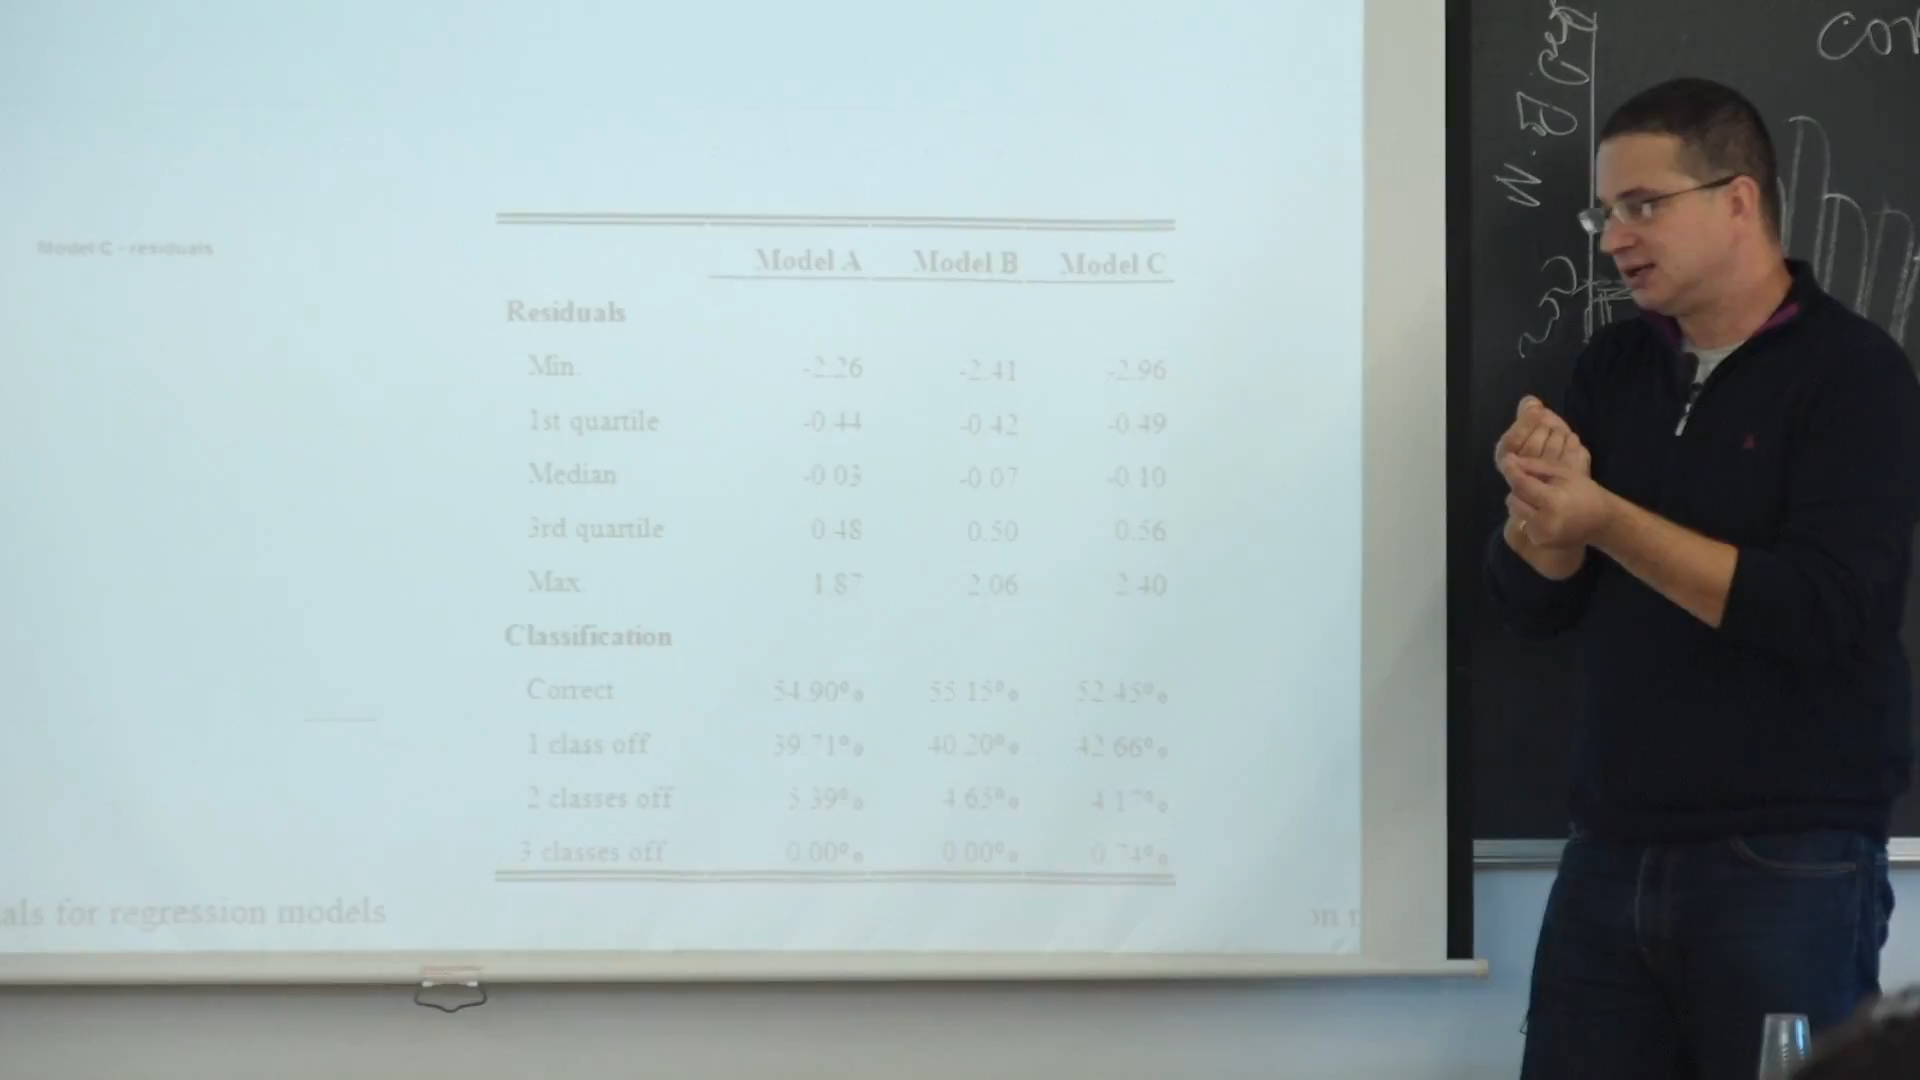 Model C - residuals
Model A Model B Model C
Residuals
Min. -2.26 -2.41 -2.96
1st quartile -0.44 -0.42 -0.49
Median -0.03 -0.07 -0.10
3rd quartile 0.48 0.50 0.56
Max. 1.87 2.06 2.40
Classification
Correct 54.90% 55.15% 52.45%
1 class off 39.71% 40.20% 42.66%
2 classes off 5.39% 4.65% 4.17%
3 classes off 0.00% 0.00% 0.74%
als for regression models
on r